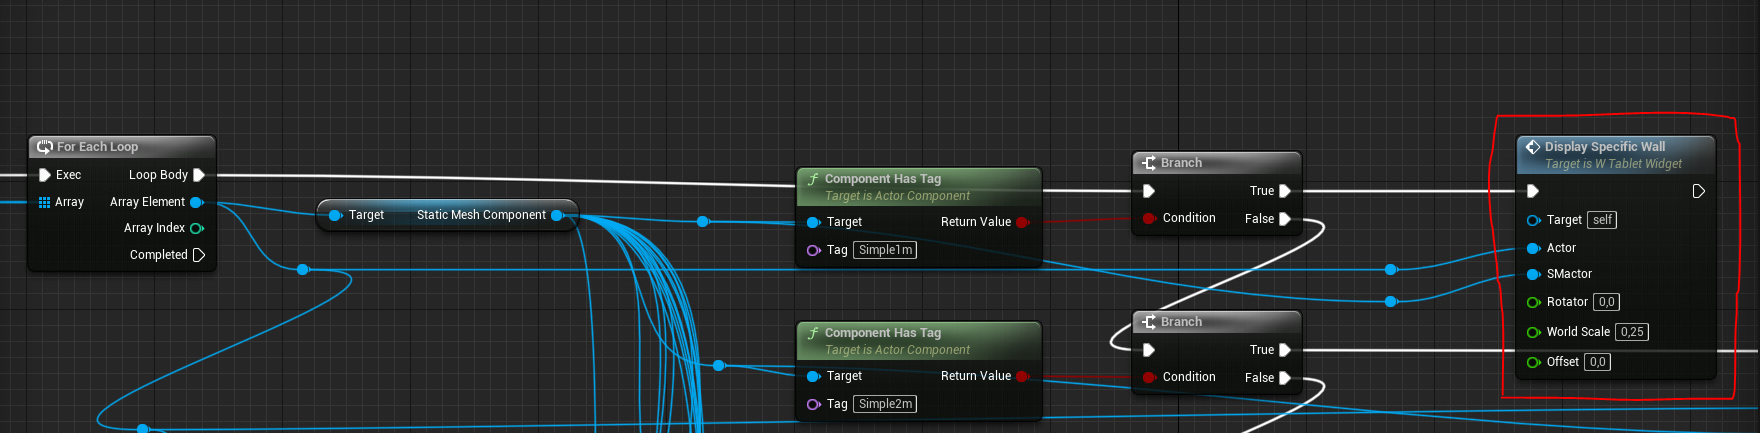 For Each Loop
Exec
Loop Body
Array
Array Element
Array Index
Completed
Target
Static Mesh Component
Component Has Tag
Target is Actor Component
Target
Return Value
Tag
Simple1m
Branch
True
Condition
False
Display Specific Wall
Target is W Tablet Widget
Target
self
Actor
SMactor
Rotator
0,0
World Scale
0,25
Offset
0,0
Component Has Tag
Target is Actor Component
Target
Return Value
Tag
Simple2m
Branch
True
Condition
False